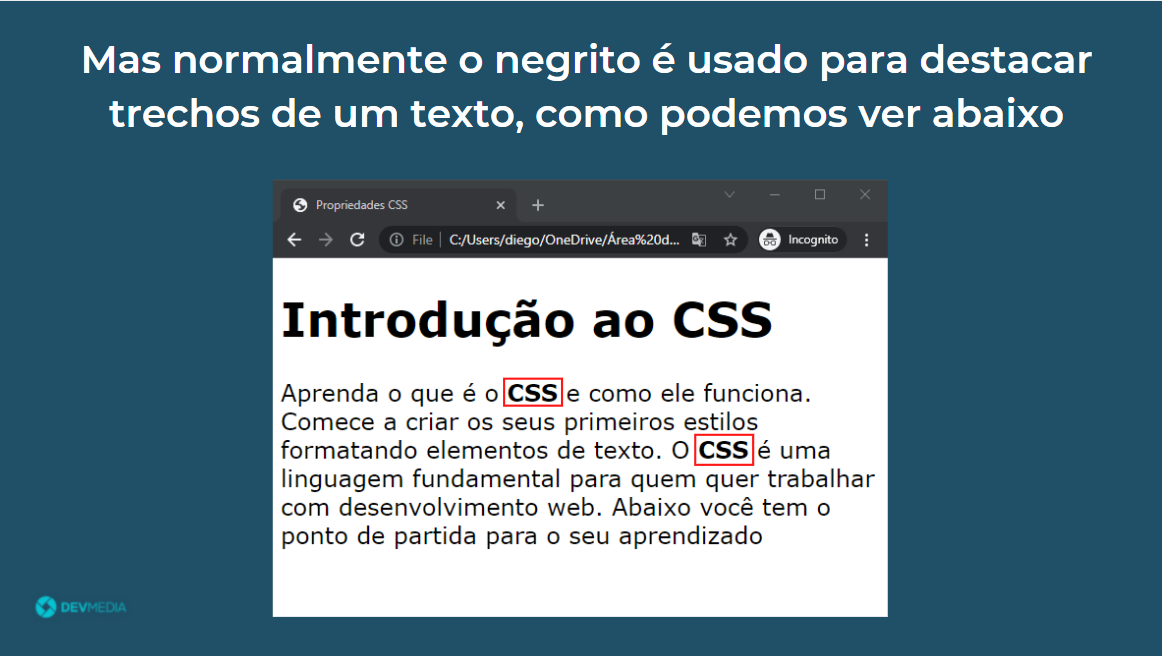 Mas normalmente o negrito é usado para destacar
trechos de um texto, como podemos ver abaixo
Propriedades CSS
File
C:/Users/diego/OneDrive/Área%20d...
Incognito
Introdução ao CSS
Aprenda o que é o CSS e como ele funciona.
Comece a criar os seus primeiros estilos
formatando elementos de texto. O CSS é uma
linguagem fundamental para quem quer trabalhar
com desenvolvimento web. Abaixo você tem o
ponto de partida para o seu aprendizado
DEVMEDIA